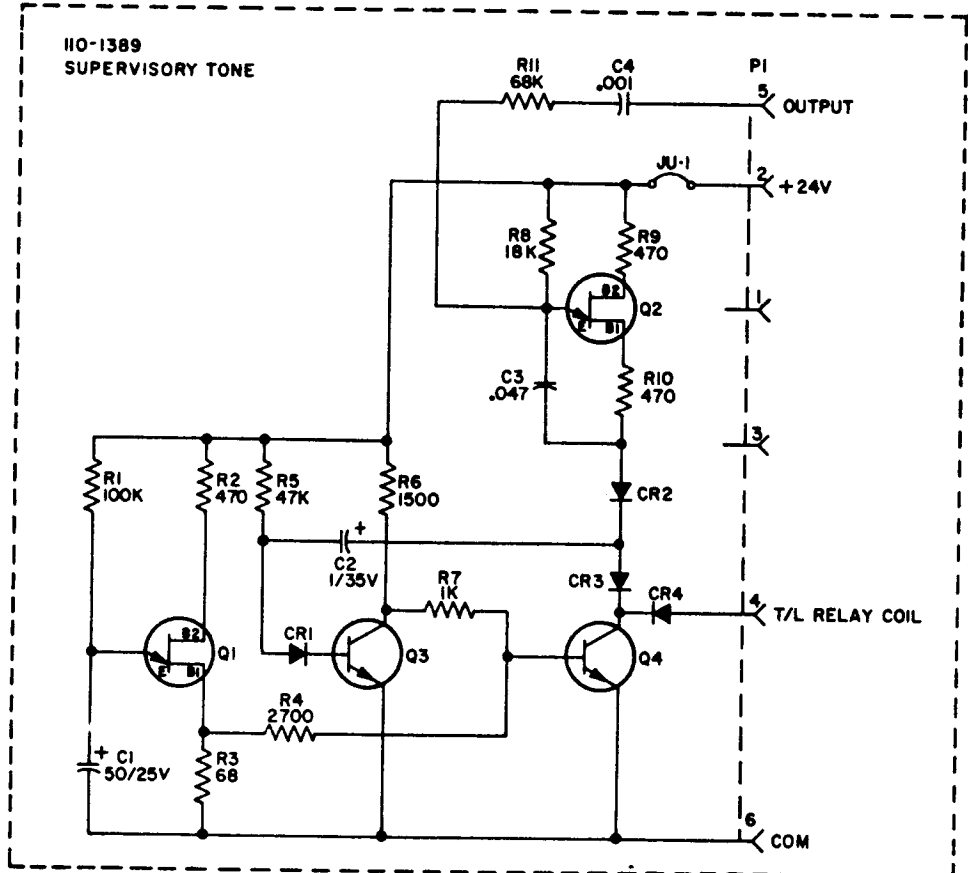 110-1389
SUPERVISORY TONE
R11
68K
C4
.001
P1
5
OUTPUT
JU-1
2
+24V
R8
18K
R9
470
B2
E
B1
Q2
1
C3
.047
R10
470
3
R1
100K
R2
470
R5
47K
R6
1500
CR2
+
C2
1/35V
CR3
CR4
4
T/L RELAY COIL
R7
1K
B2
E
B1
Q1
CR1
Q3
Q4
R4
2700
+
C1
50/25V
R3
68
6
COM